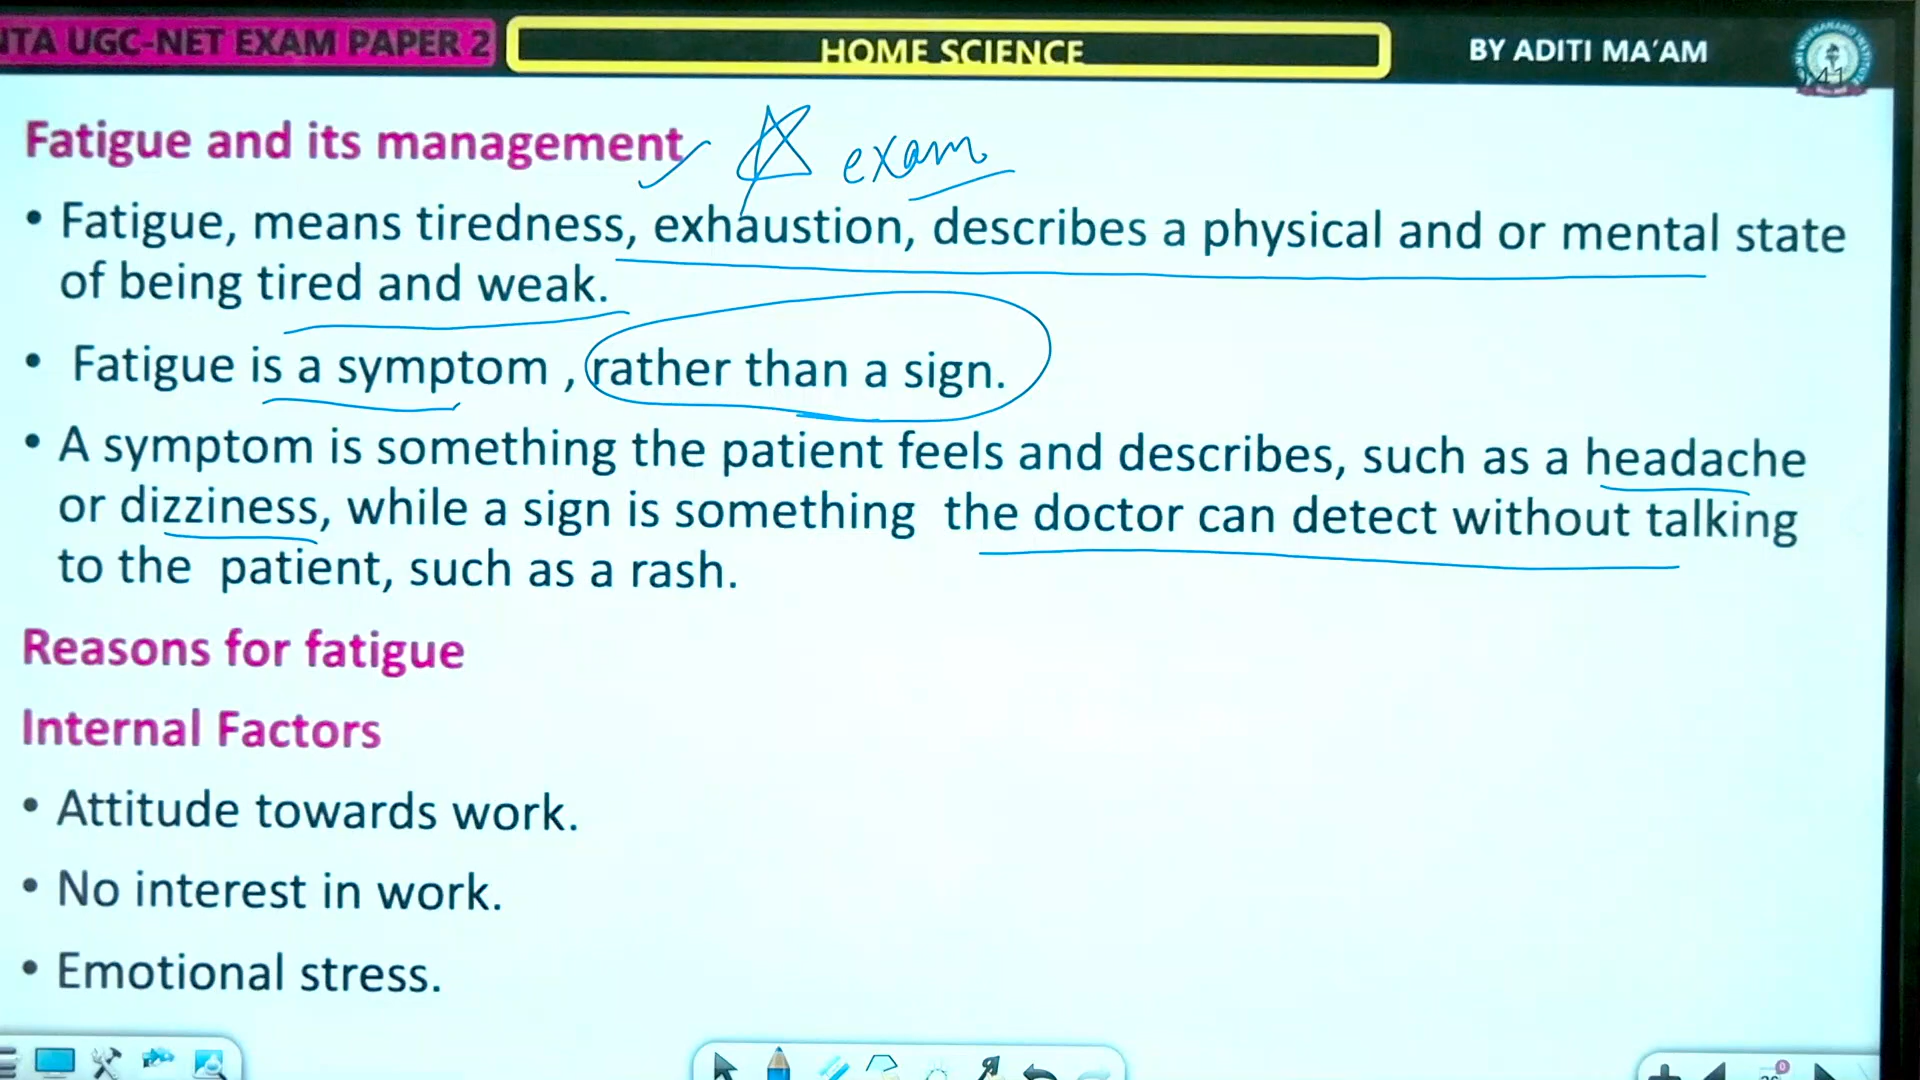 NTA UGC-NET EXAM PAPER 2
HOME SCIENCE
BY ADITI MA'AM
Fatigue and its management
exam
• Fatigue, means tiredness, exhaustion, describes a physical and or mental state
of being tired and weak.
• Fatigue is a symptom , rather than a sign.
• A symptom is something the patient feels and describes, such as a headache
or dizziness, while a sign is something the doctor can detect without talking
to the patient, such as a rash.
Reasons for fatigue
Internal Factors
• Attitude towards work.
• No interest in work.
• Emotional stress.